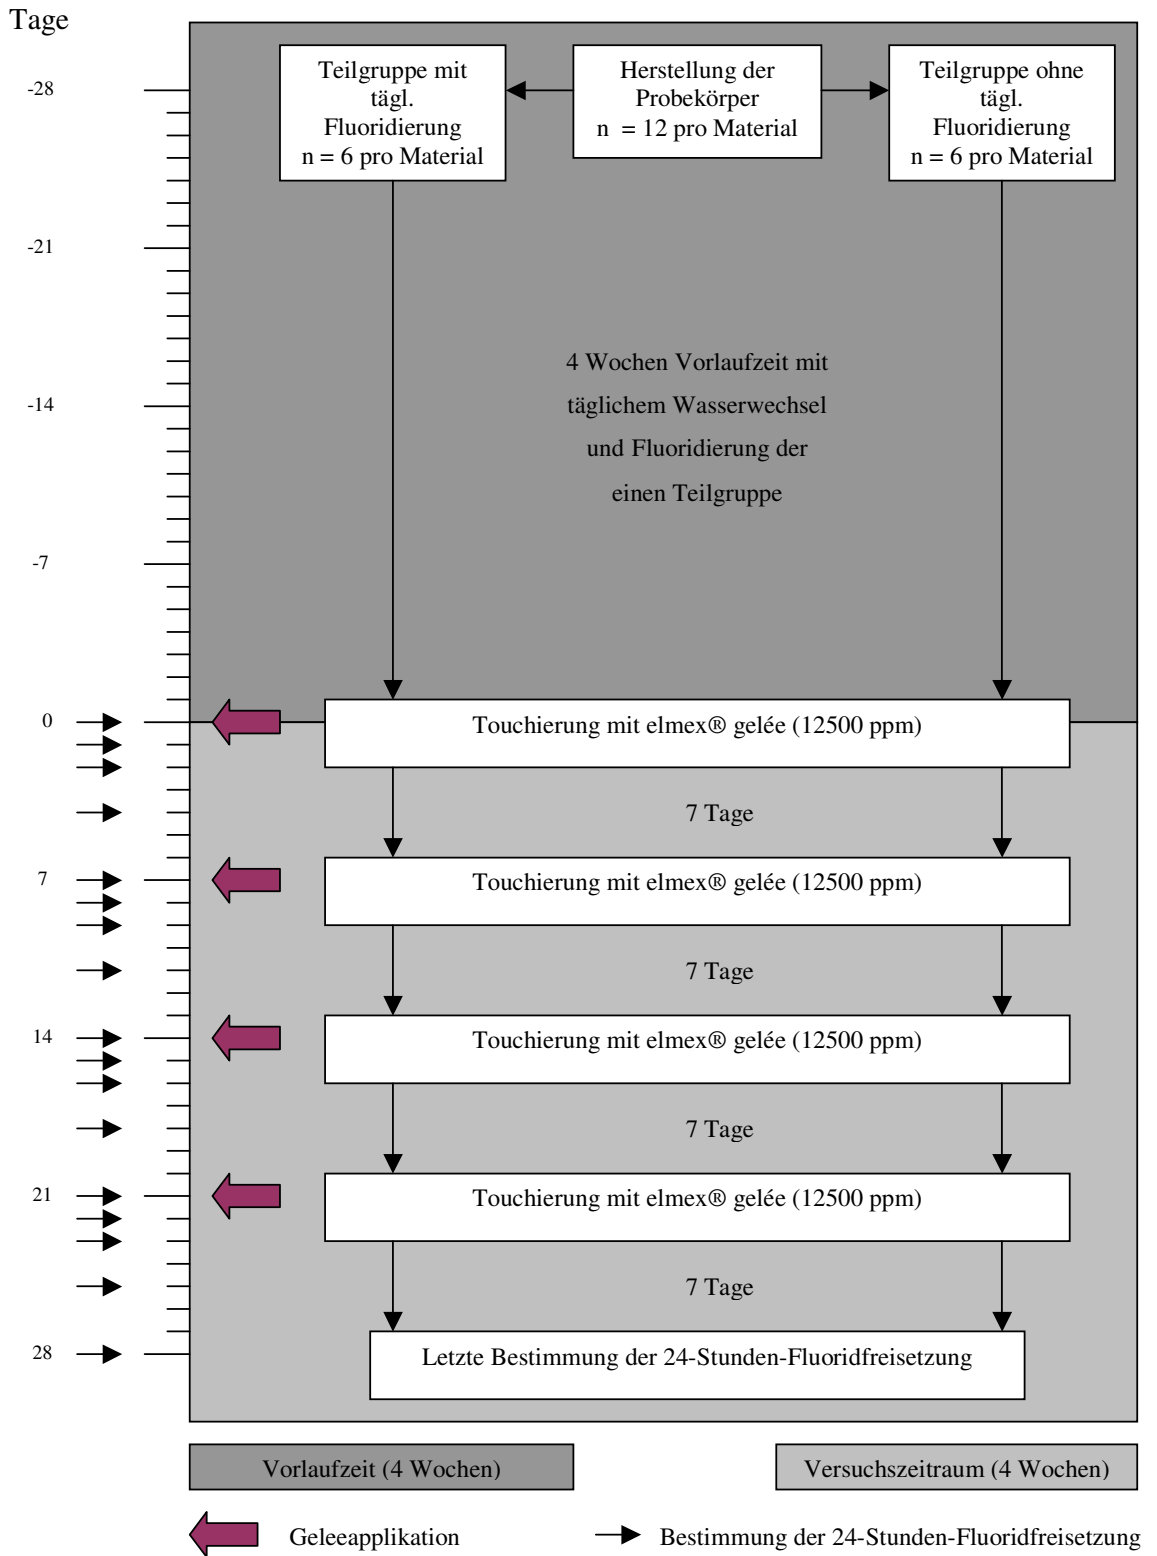 Tage
Teilgruppe mit
tägl.
Fluoridierung
n = 6 pro Material
Herstellung der
Probekörper
n = 12 pro Material
Teilgruppe ohne
tägl.
Fluoridierung
n = 6 pro Material
-28
-21
4 Wochen Vorlaufzeit mit
täglichem Wasserwechsel
und Fluoridierung der
einen Teilgruppe
-14
-7
0
Touchierung mit elmex® gelée (12500 ppm)
7 Tage
7
Touchierung mit elmex® gelée (12500 ppm)
7 Tage
14
Touchierung mit elmex® gelée (12500 ppm)
7 Tage
21
Touchierung mit elmex® gelée (12500 ppm)
7 Tage
28
Letzte Bestimmung der 24-Stunden-Fluoridfreisetzung
Vorlaufzeit (4 Wochen)
Versuchszeitraum (4 Wochen)
Geleeapplikation
Bestimmung der 24-Stunden-Fluoridfreisetzung